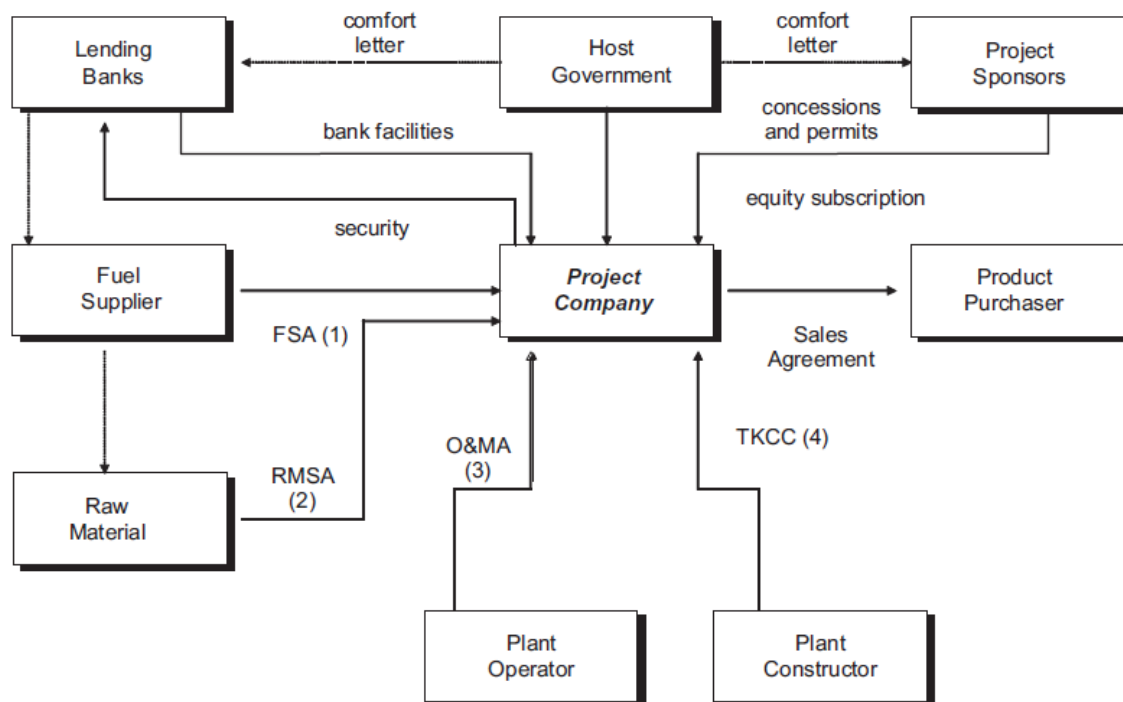 Lending
Banks
comfort
letter
Host
Government
comfort
letter
Project
Sponsors
bank facilities
concessions
and permits
equity subscription
security
Fuel
Supplier
Project
Company
Product
Purchaser
FSA (1)
Sales
Agreement
O&MA
(3)
TKCC (4)
RMSA
(2)
Raw
Material
Plant
Operator
Plant
Constructor